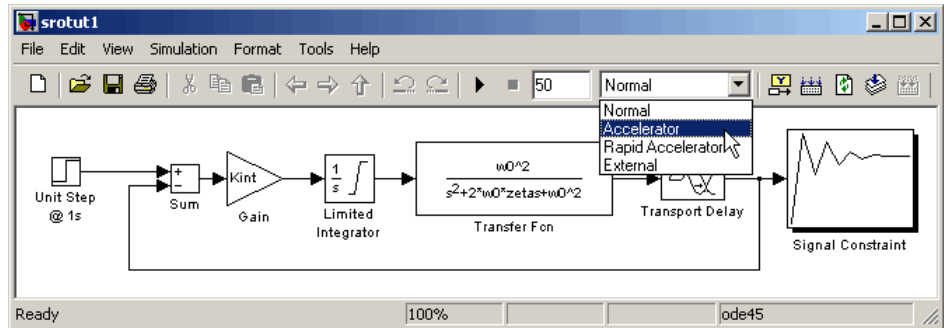 srotut1
File Edit View Simulation Format Tools Help
50 Normal
Normal
Accelerator
Rapid Accelerator
External
Unit Step
@ 1s
+
−
Sum
Kint
Gain
1
s
Limited
Integrator
w0^2
s^2+2*w0*zetas+w0^2
Transfer Fcn
Transport Delay
Signal Constraint
Ready 100% ode45